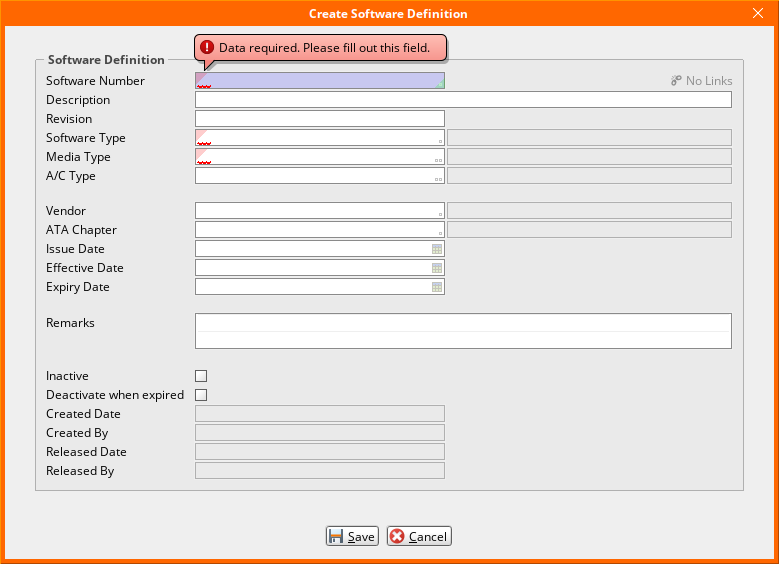 Create Software Definition
Data required. Please fill out this field.
Software Definition
Software Number
No Links
Description
Revision
Software Type
Media Type
A/C Type
Vendor
ATA Chapter
Issue Date
Effective Date
Expiry Date
Remarks
Inactive
Deactivate when expired
Created Date
Created By
Released Date
Released By
Save
Cancel